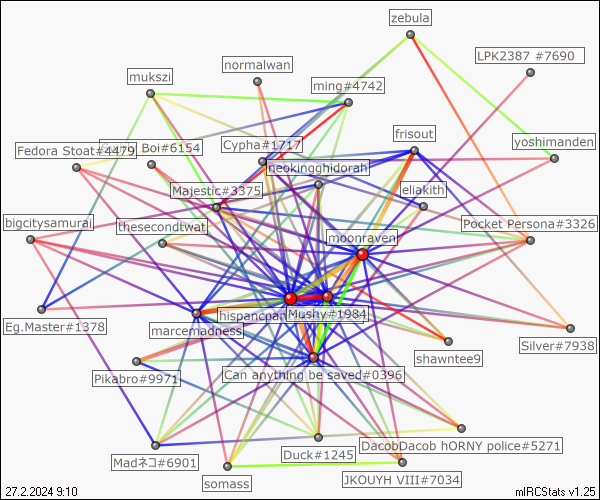 zebula
LPK2387 #7690
normalwan
mukszi
ming#4742
frisout
yoshimanden
Cypha#1717
Boi#6154
Fedora Stoat#4479
neokingghidorah
Majestic#3375
eliakith
bigcitysamurai
thesecondtwat
Pocket Persona#3326
moonraven
hispancpan
Mushy#1984
Eg.Master#1378
marcemadness
Silver#7938
shawntee9
Can anything be saved#0396
Pikabro#9971
DacobDacob hORNY police#5271
Duck#1245
Madネコ#6901
somass
JKOUYH VIII#7034
27.2.2024 9:10
mIRCStats v1.25